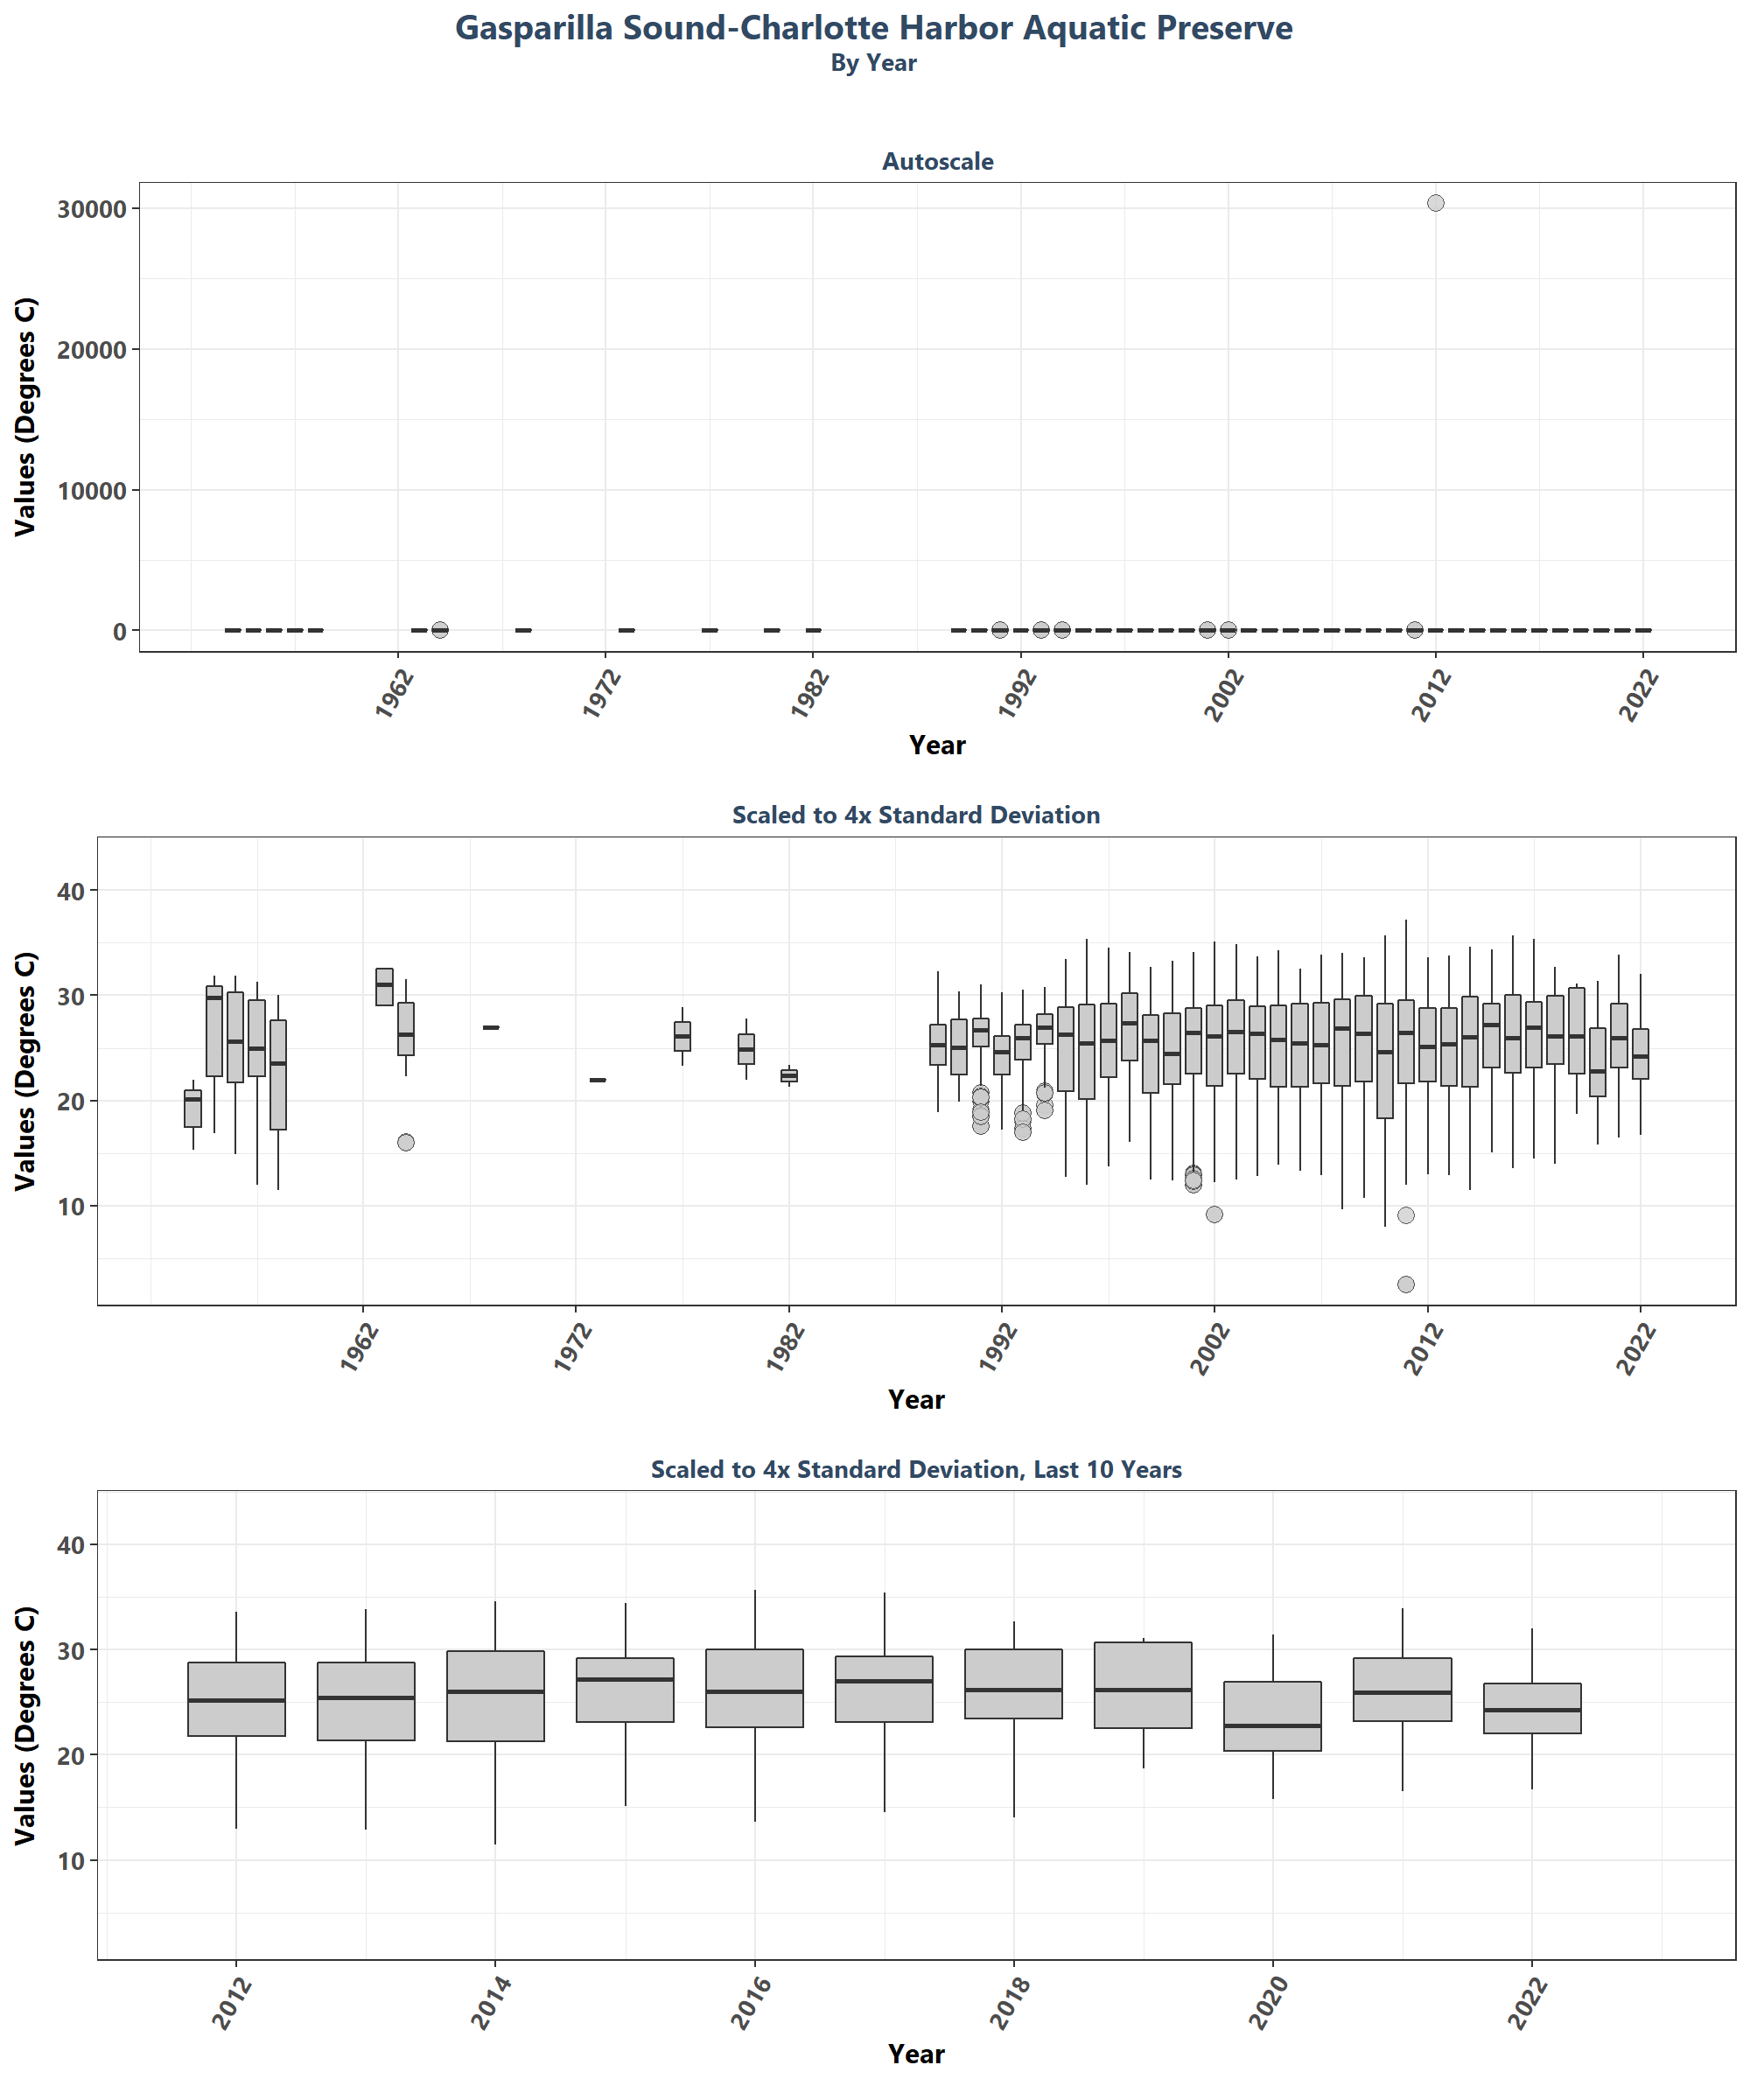 Gasparilla Sound-Charlotte Harbor Aquatic Preserve
By Year
Autoscale
Values (Degrees C)
30000
20000
10000
0
1962
1972
1982
1992
2002
2012
2022
Year
Scaled to 4x Standard Deviation
Values (Degrees C)
40
30
20
10
1962
1972
1982
1992
2002
2012
2022
Year
Scaled to 4x Standard Deviation, Last 10 Years
Values (Degrees C)
40
30
20
10
2012
2014
2016
2018
2020
2022
Year